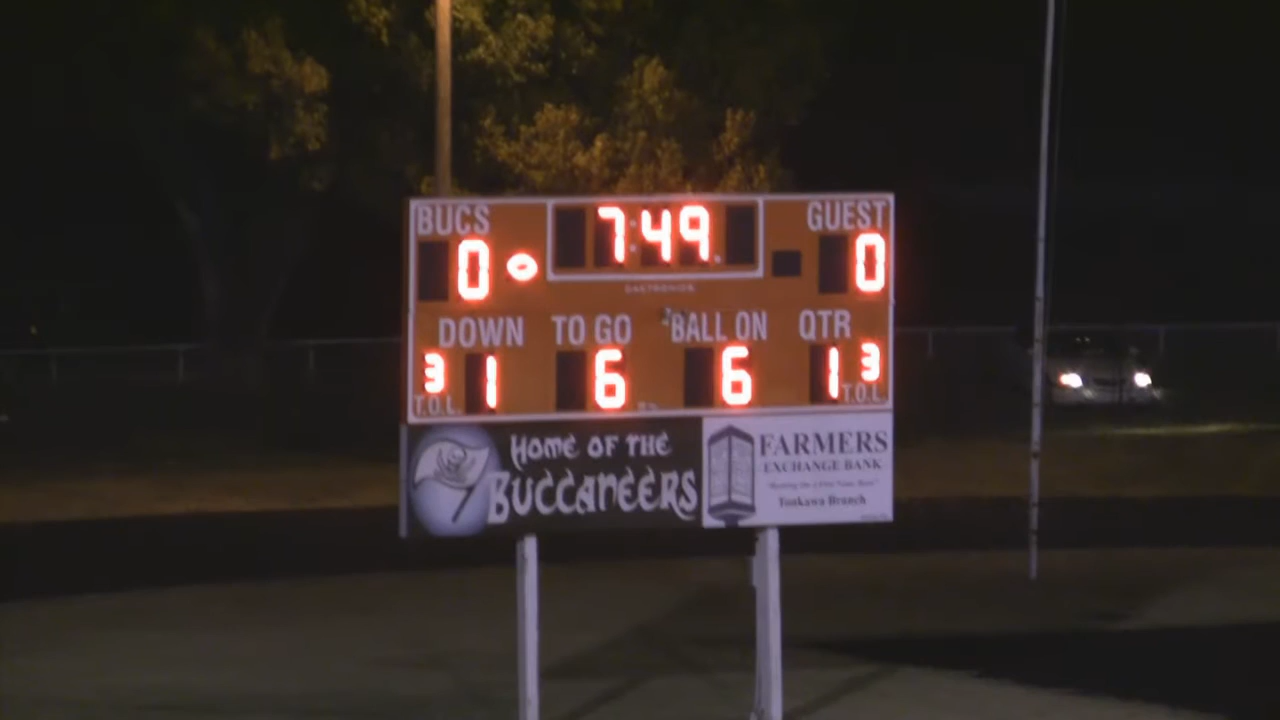 BUCS 7:49 GUEST
0 0
DOWN TO GO BALL ON QTR
3 1 6 6 1 3
T.O.L. T.O.L.
HOME OF THE
BUCCANEERS
FARMERS
EXCHANGE BANK
Tonkawa Branch